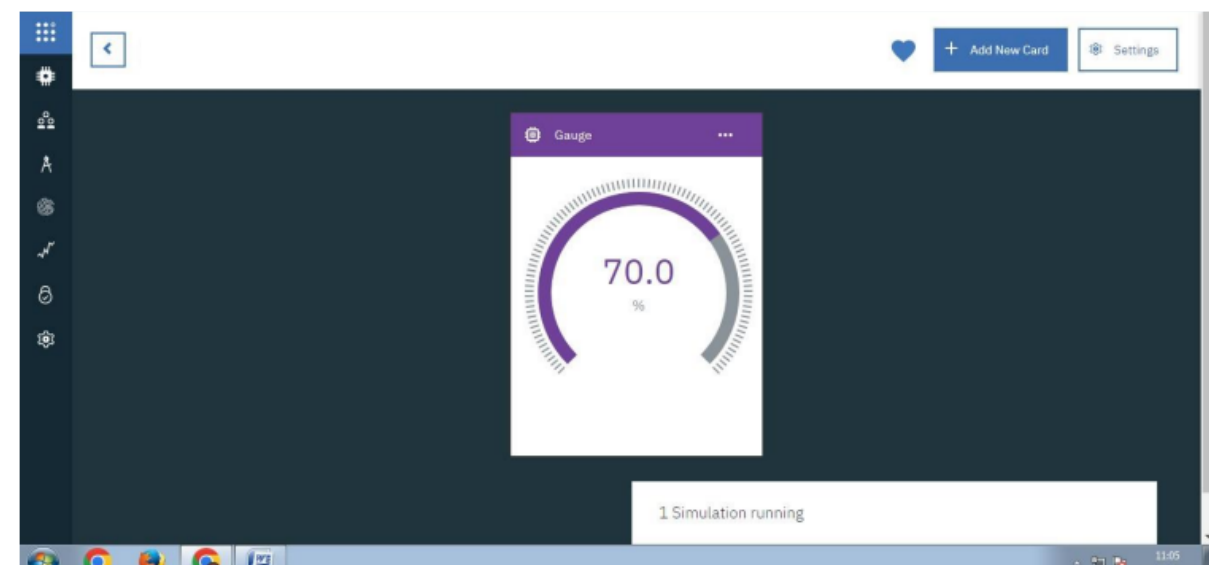 + Add New Card
Settings
Gauge
70.0
%
1 Simulation running
11:05